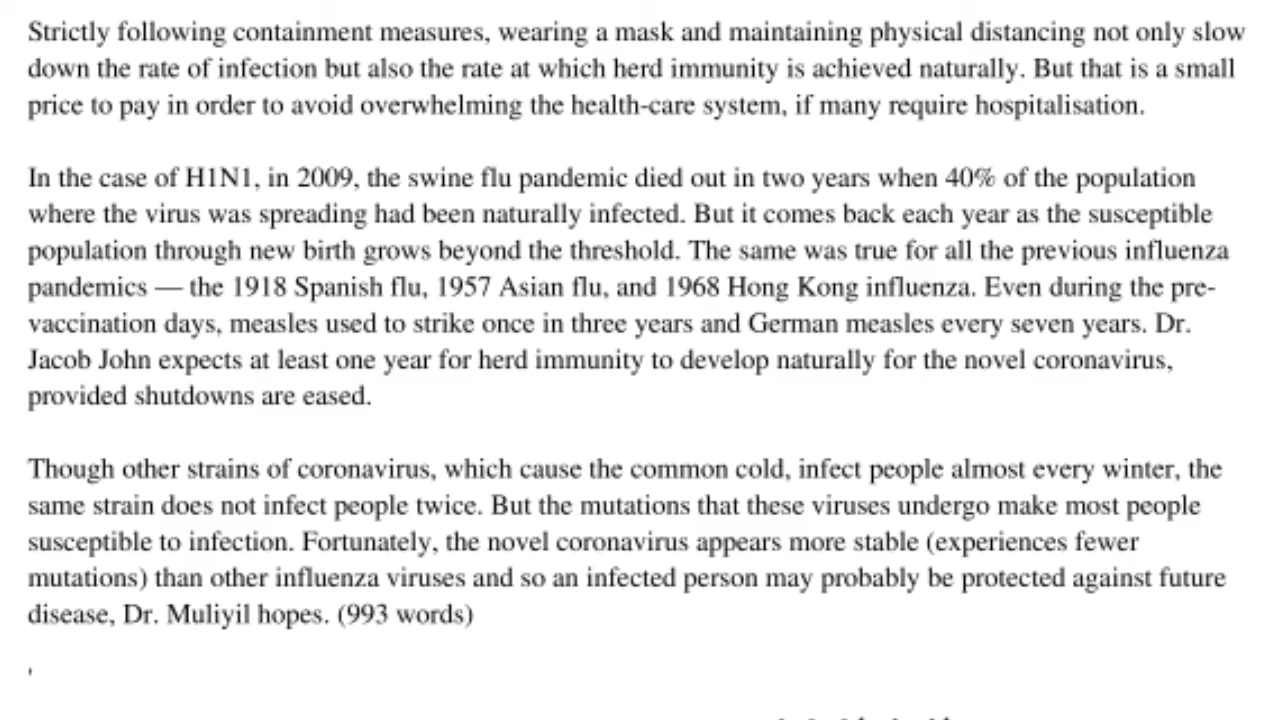 Strictly following containment measures, wearing a mask and maintaining physical distancing not only slow
down the rate of infection but also the rate at which herd immunity is achieved naturally. But that is a small
price to pay in order to avoid overwhelming the health-care system, if many require hospitalisation.
In the case of H1N1, in 2009, the swine flu pandemic died out in two years when 40% of the population
where the virus was spreading had been naturally infected. But it comes back each year as the susceptible
population through new birth grows beyond the threshold. The same was true for all the previous influenza
pandemics — the 1918 Spanish flu, 1957 Asian flu, and 1968 Hong Kong influenza. Even during the pre-
vaccination days, measles used to strike once in three years and German measles every seven years. Dr.
Jacob John expects at least one year for herd immunity to develop naturally for the novel coronavirus,
provided shutdowns are eased.
Though other strains of coronavirus, which cause the common cold, infect people almost every winter, the
same strain does not infect people twice. But the mutations that these viruses undergo make most people
susceptible to infection. Fortunately, the novel coronavirus appears more stable (experiences fewer
mutations) than other influenza viruses and so an infected person may probably be protected against future
disease, Dr. Muliyil hopes. (993 words)
'